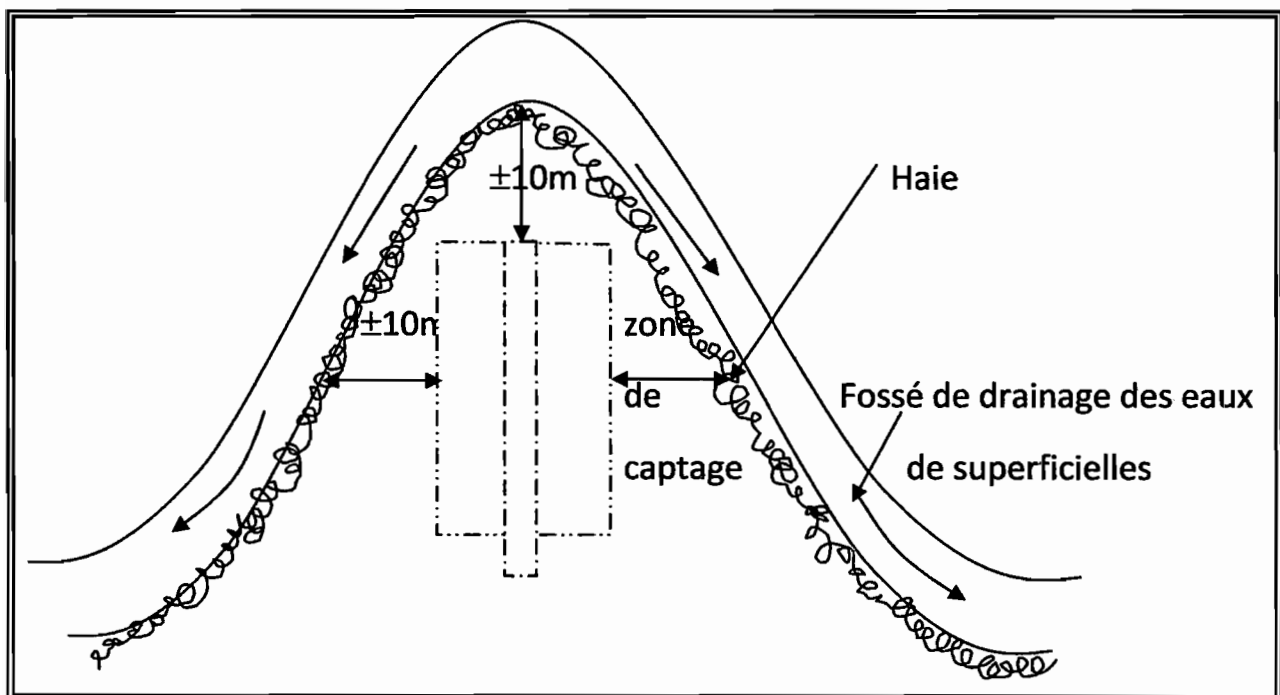 ±10m
Haie
±10m
zone
de
captage
Fossé de drainage des eaux
de superficielles